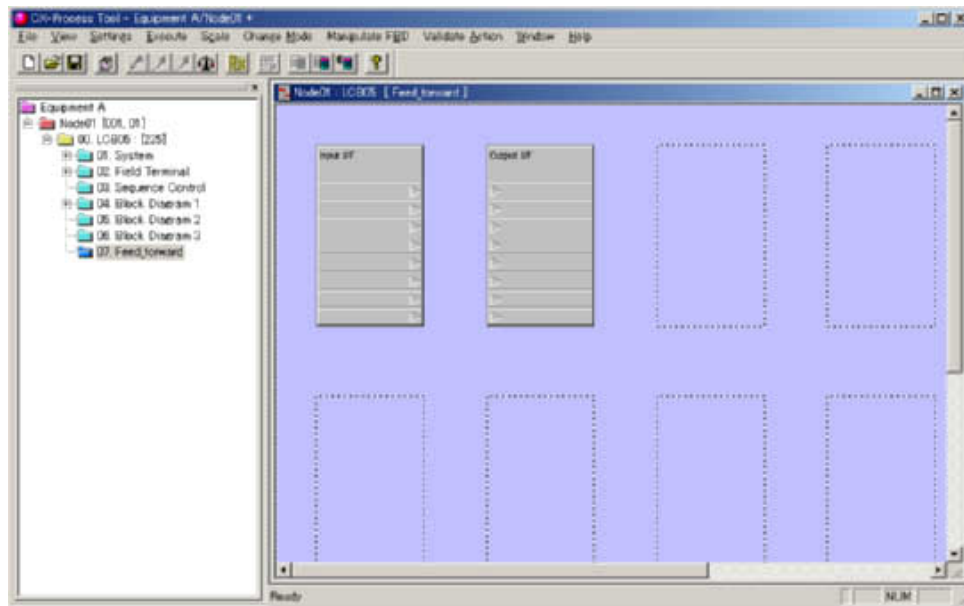 CX-Process Tool - Equipment A/Node01 +
File View Settings Execute Scale Change Mode Manipulate FBD Validate Action Window Help
Equipment A
Node01 [001, 01]
00. LCB05 : [225]
01. System
02. Field Terminal
03. Sequence Control
04. Block Diagram 1
05. Block Diagram 2
06. Block Diagram 3
07. Feed_forward
Node01 : LCB05 [ Feed_forward ]
Input I/F
Output I/F
Ready
NUM